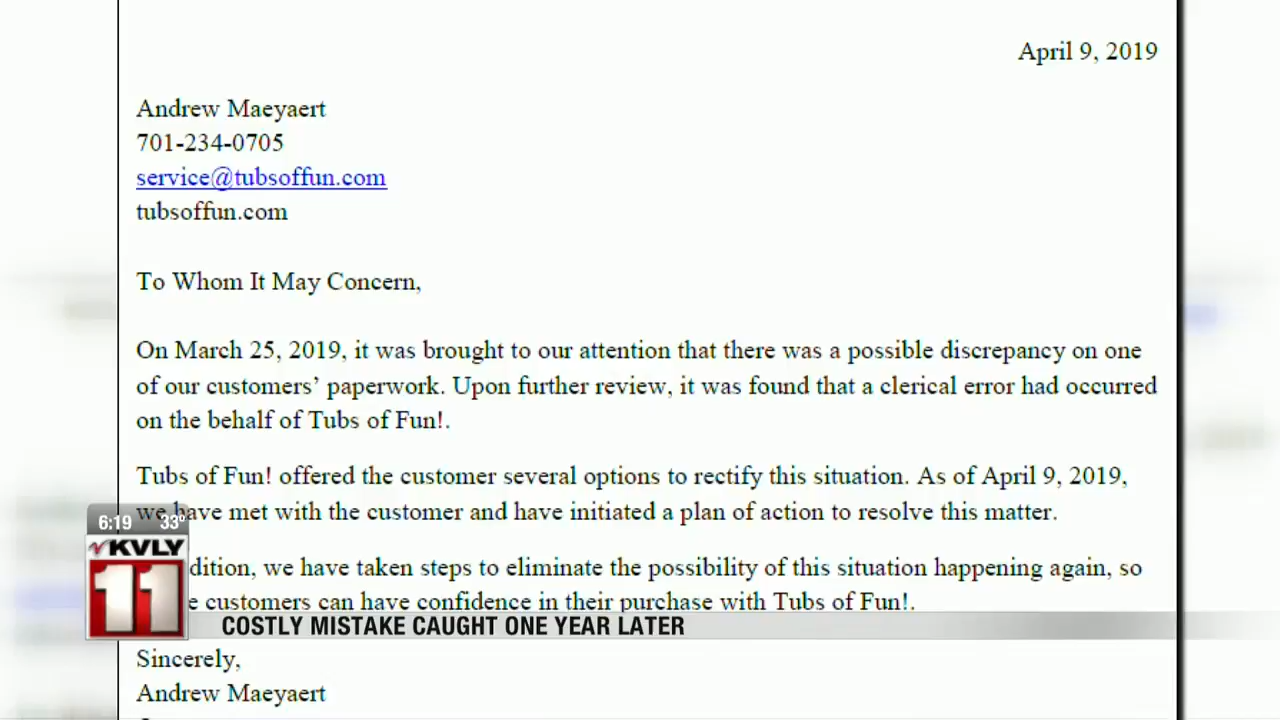 April 9, 2019
Andrew Maeyaert
701-234-0705
service@tubsoffun.com
tubsoffun.com
To Whom It May Concern,
On March 25, 2019, it was brought to our attention that there was a possible discrepancy on one
of our customers’ paperwork. Upon further review, it was found that a clerical error had occurred
on the behalf of Tubs of Fun!.
Tubs of Fun! offered the customer several options to rectify this situation. As of April 9, 2019,
we have met with the customer and have initiated a plan of action to resolve this matter.
dition, we have taken steps to eliminate the possibility of this situation happening again, so
e customers can have confidence in their purchase with Tubs of Fun!.
Sincerely,
Andrew Maeyaert
6:19 33°
KVLY
11
COSTLY MISTAKE CAUGHT ONE YEAR LATER